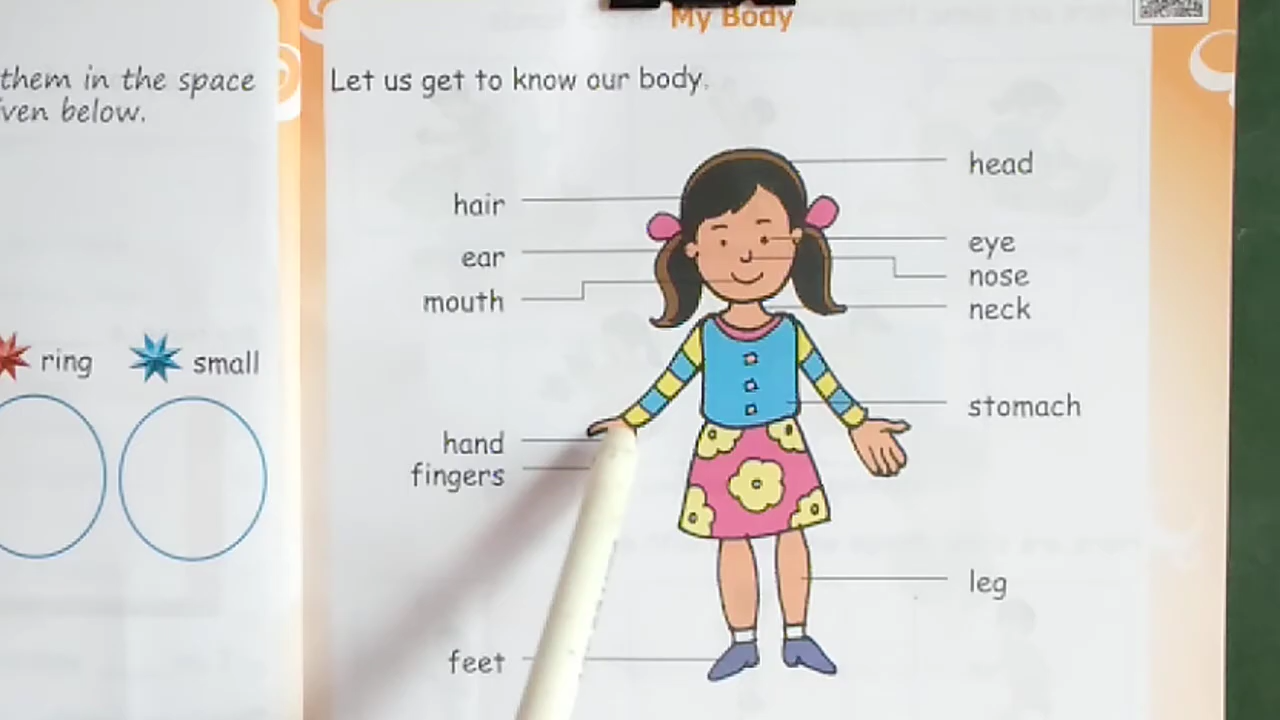 them in the space
ven below.
ring
small
My Body
Let us get to know our body.
head
hair
eye
ear
nose
mouth
neck
stomach
hand
fingers
leg
feet